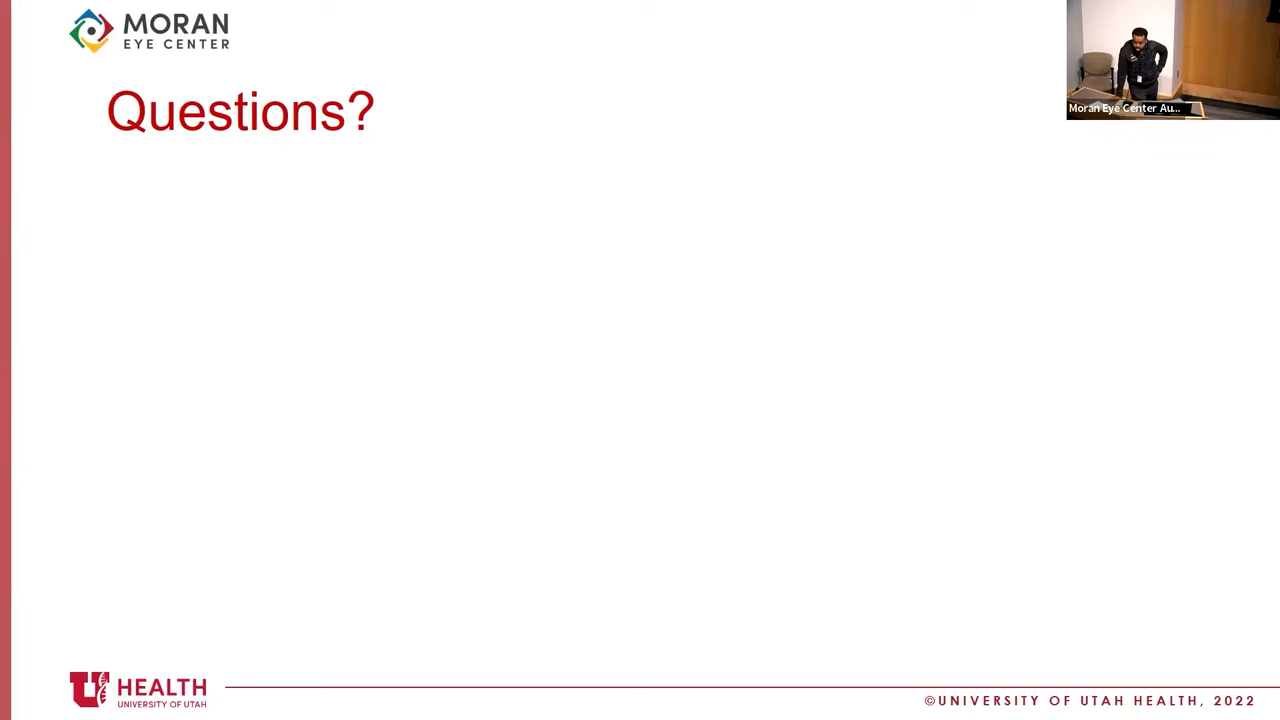 MORAN
EYE CENTER
Moran Eye Center Au...
Questions?
HEALTH
UNIVERSITY OF UTAH
©UNIVERSITY OF UTAH HEALTH, 2022